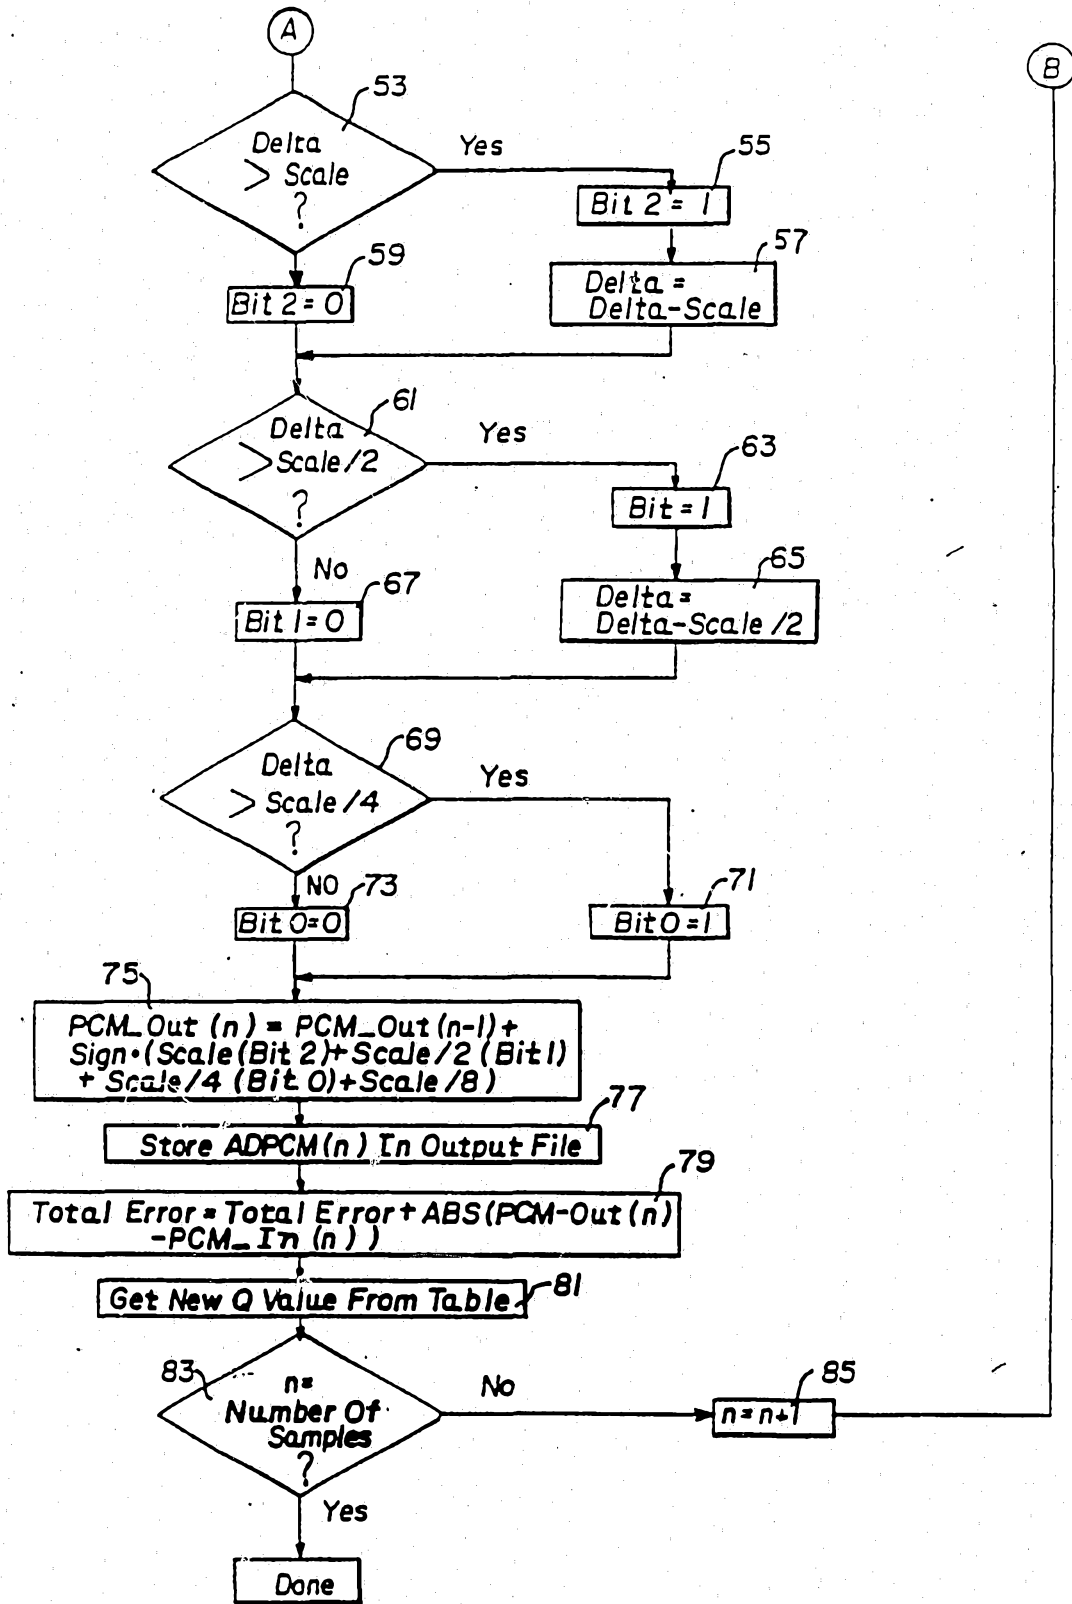 A
B
53
Delta
> Scale
?
Yes
55
Bit 2 = 1
57
Delta =
Delta-Scale
59
Bit 2 = 0
61
Delta
> Scale/2
?
Yes
63
Bit = 1
No
65
Delta =
Delta-Scale/2
67
Bit 1 = 0
69
Delta
> Scale/4
?
Yes
NO
73
Bit 0 = 0
71
Bit 0 = 1
75
PCM_Out (n) = PCM_Out (n-1) +
Sign•(Scale(Bit 2)+Scale/2 (Bit 1)
+ Scale/4 (Bit 0)+Scale/8)
77
Store ADPCM(n) In Output File
79
Total Error = Total Error + ABS(PCM-Out(n)
-PCM_In (n))
81
Get New Q Value From Table
83
n =
Number Of
Samples
?
No
85
n = n+1
Yes
Done